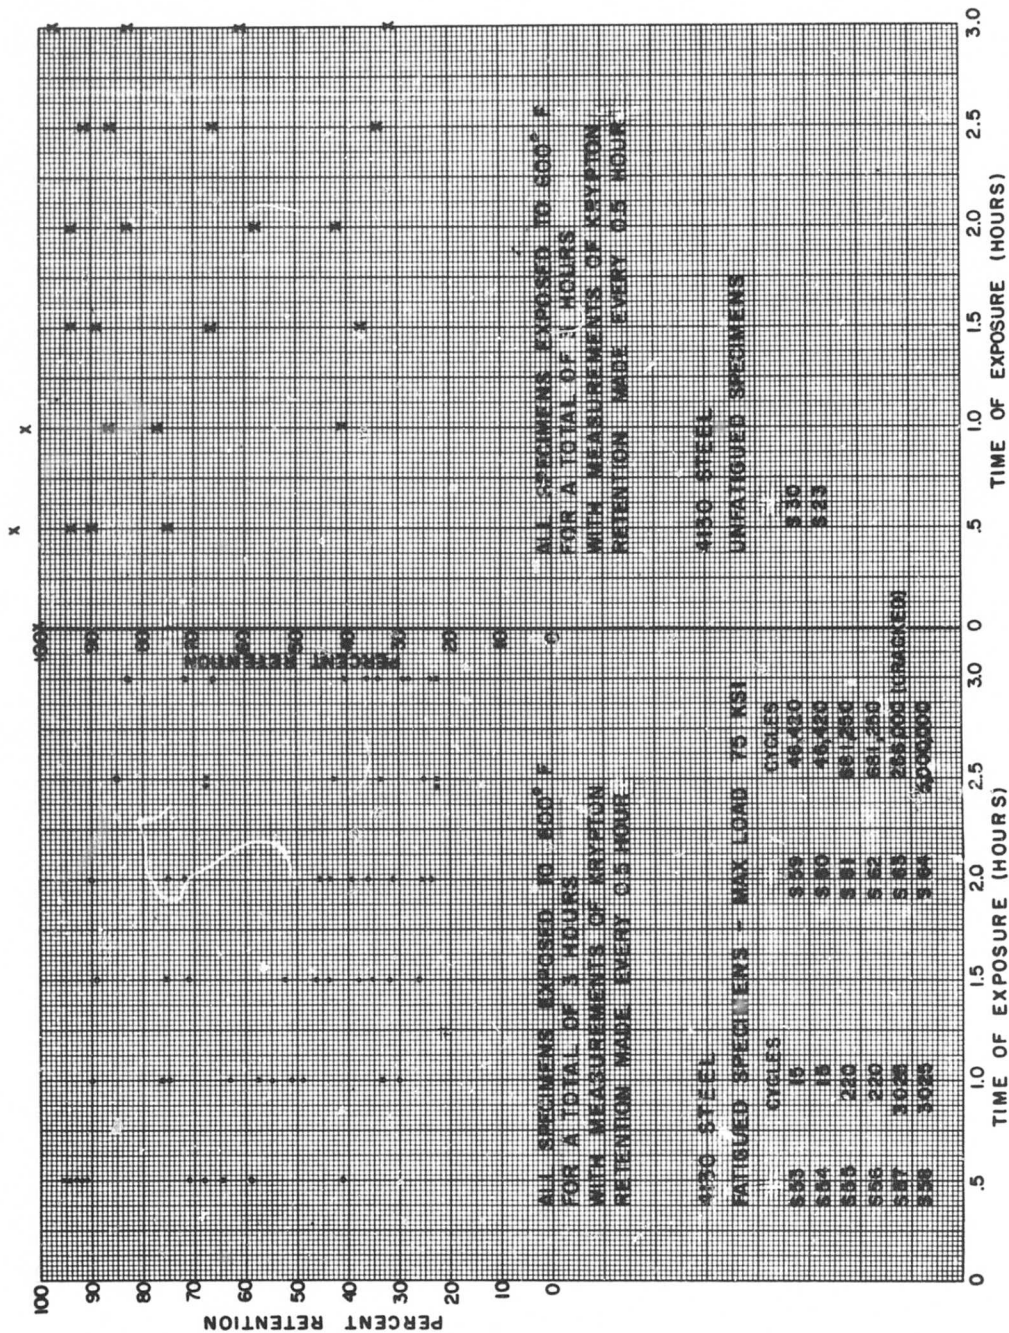 100
90
80
70
60
50
40
30
20
10
0
PERCENT RETENTION
ALL SPECIMENS EXPOSED TO 600° F
FOR A TOTAL OF 3 HOURS
WITH MEASUREMENTS OF KRYPTON
RETENTION MADE EVERY 0.5 HOUR
4130 STEEL
FATIGUED SPECIMENS - MAX LOAD 75 KSI
CYCLES CYCLES
S53 15 S59 46,420
S54 15 S60 46,420
S55 220 S61 681,250
S56 220 S62 681,250
S57 3025 S63 [CRACKED]
S58 3025 S64
0 .5 1.0 1.5 2.0 2.5 3.0
TIME OF EXPOSURE (HOURS)
100%
90
80
70
60
50
40
30
20
0
PERCENT RETENTION
ALL SPECIMENS EXPOSED TO 600° F
FOR A TOTAL OF HOURS
WITH MEASUREMENTS OF KRYPTON
RETENTION MADE EVERY 0.5 HOUR
4130 STEEL
UNFATIGUED SPECIMENS
S30
S23
0 .5 1.0 1.5 2.0 2.5 3.0
TIME OF EXPOSURE (HOURS)